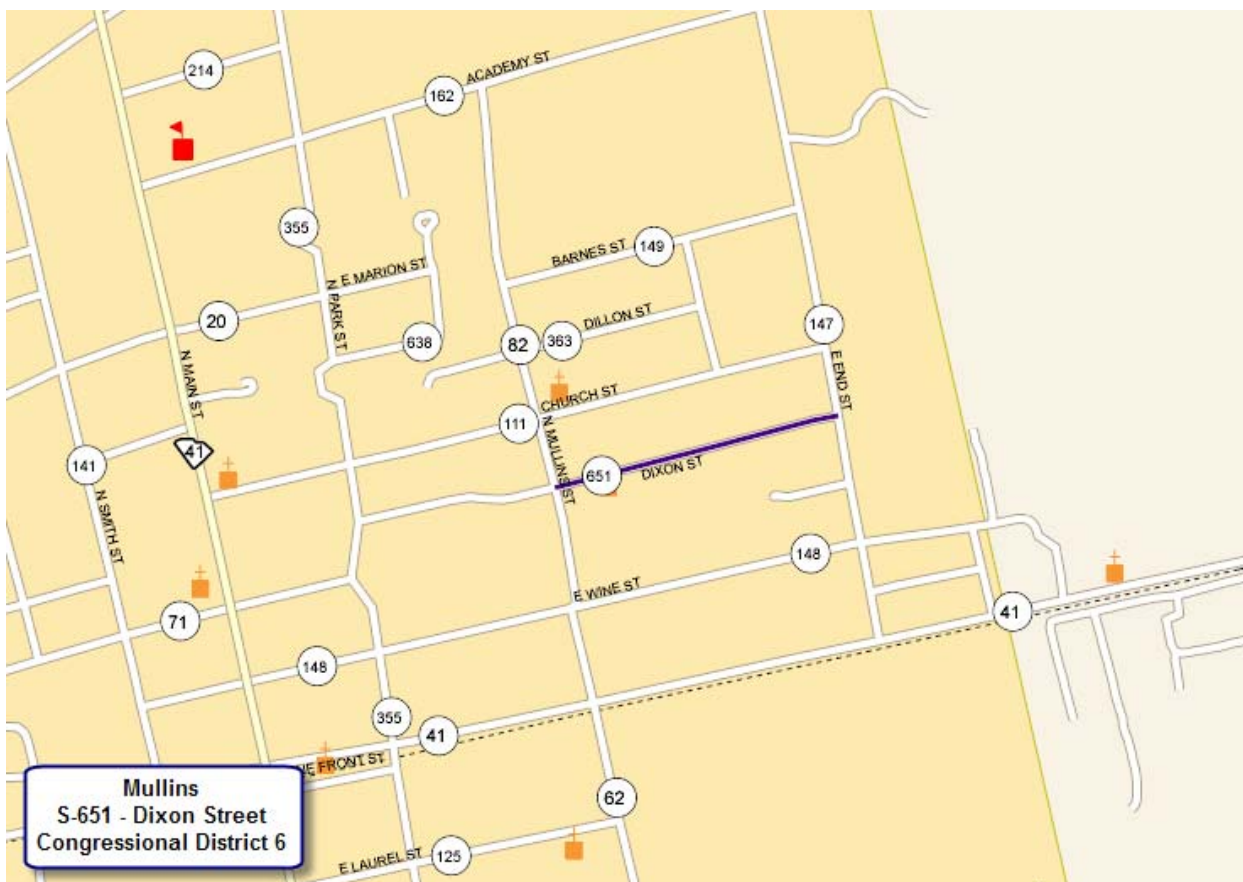 214
ACADEMY ST
162
355
BARNES ST
149
E MARION ST
N PARK ST
20
638
82
363
DILLON ST
147
N MAIN ST
E END ST
CHURCH ST
111
N MULLINS ST
41
141
N SMITH ST
651
DIXON ST
148
E WINE ST
41
71
148
355
41
FRONT ST
62
E LAUREL ST
125
Mullins
S-651 - Dixon Street
Congressional District 6